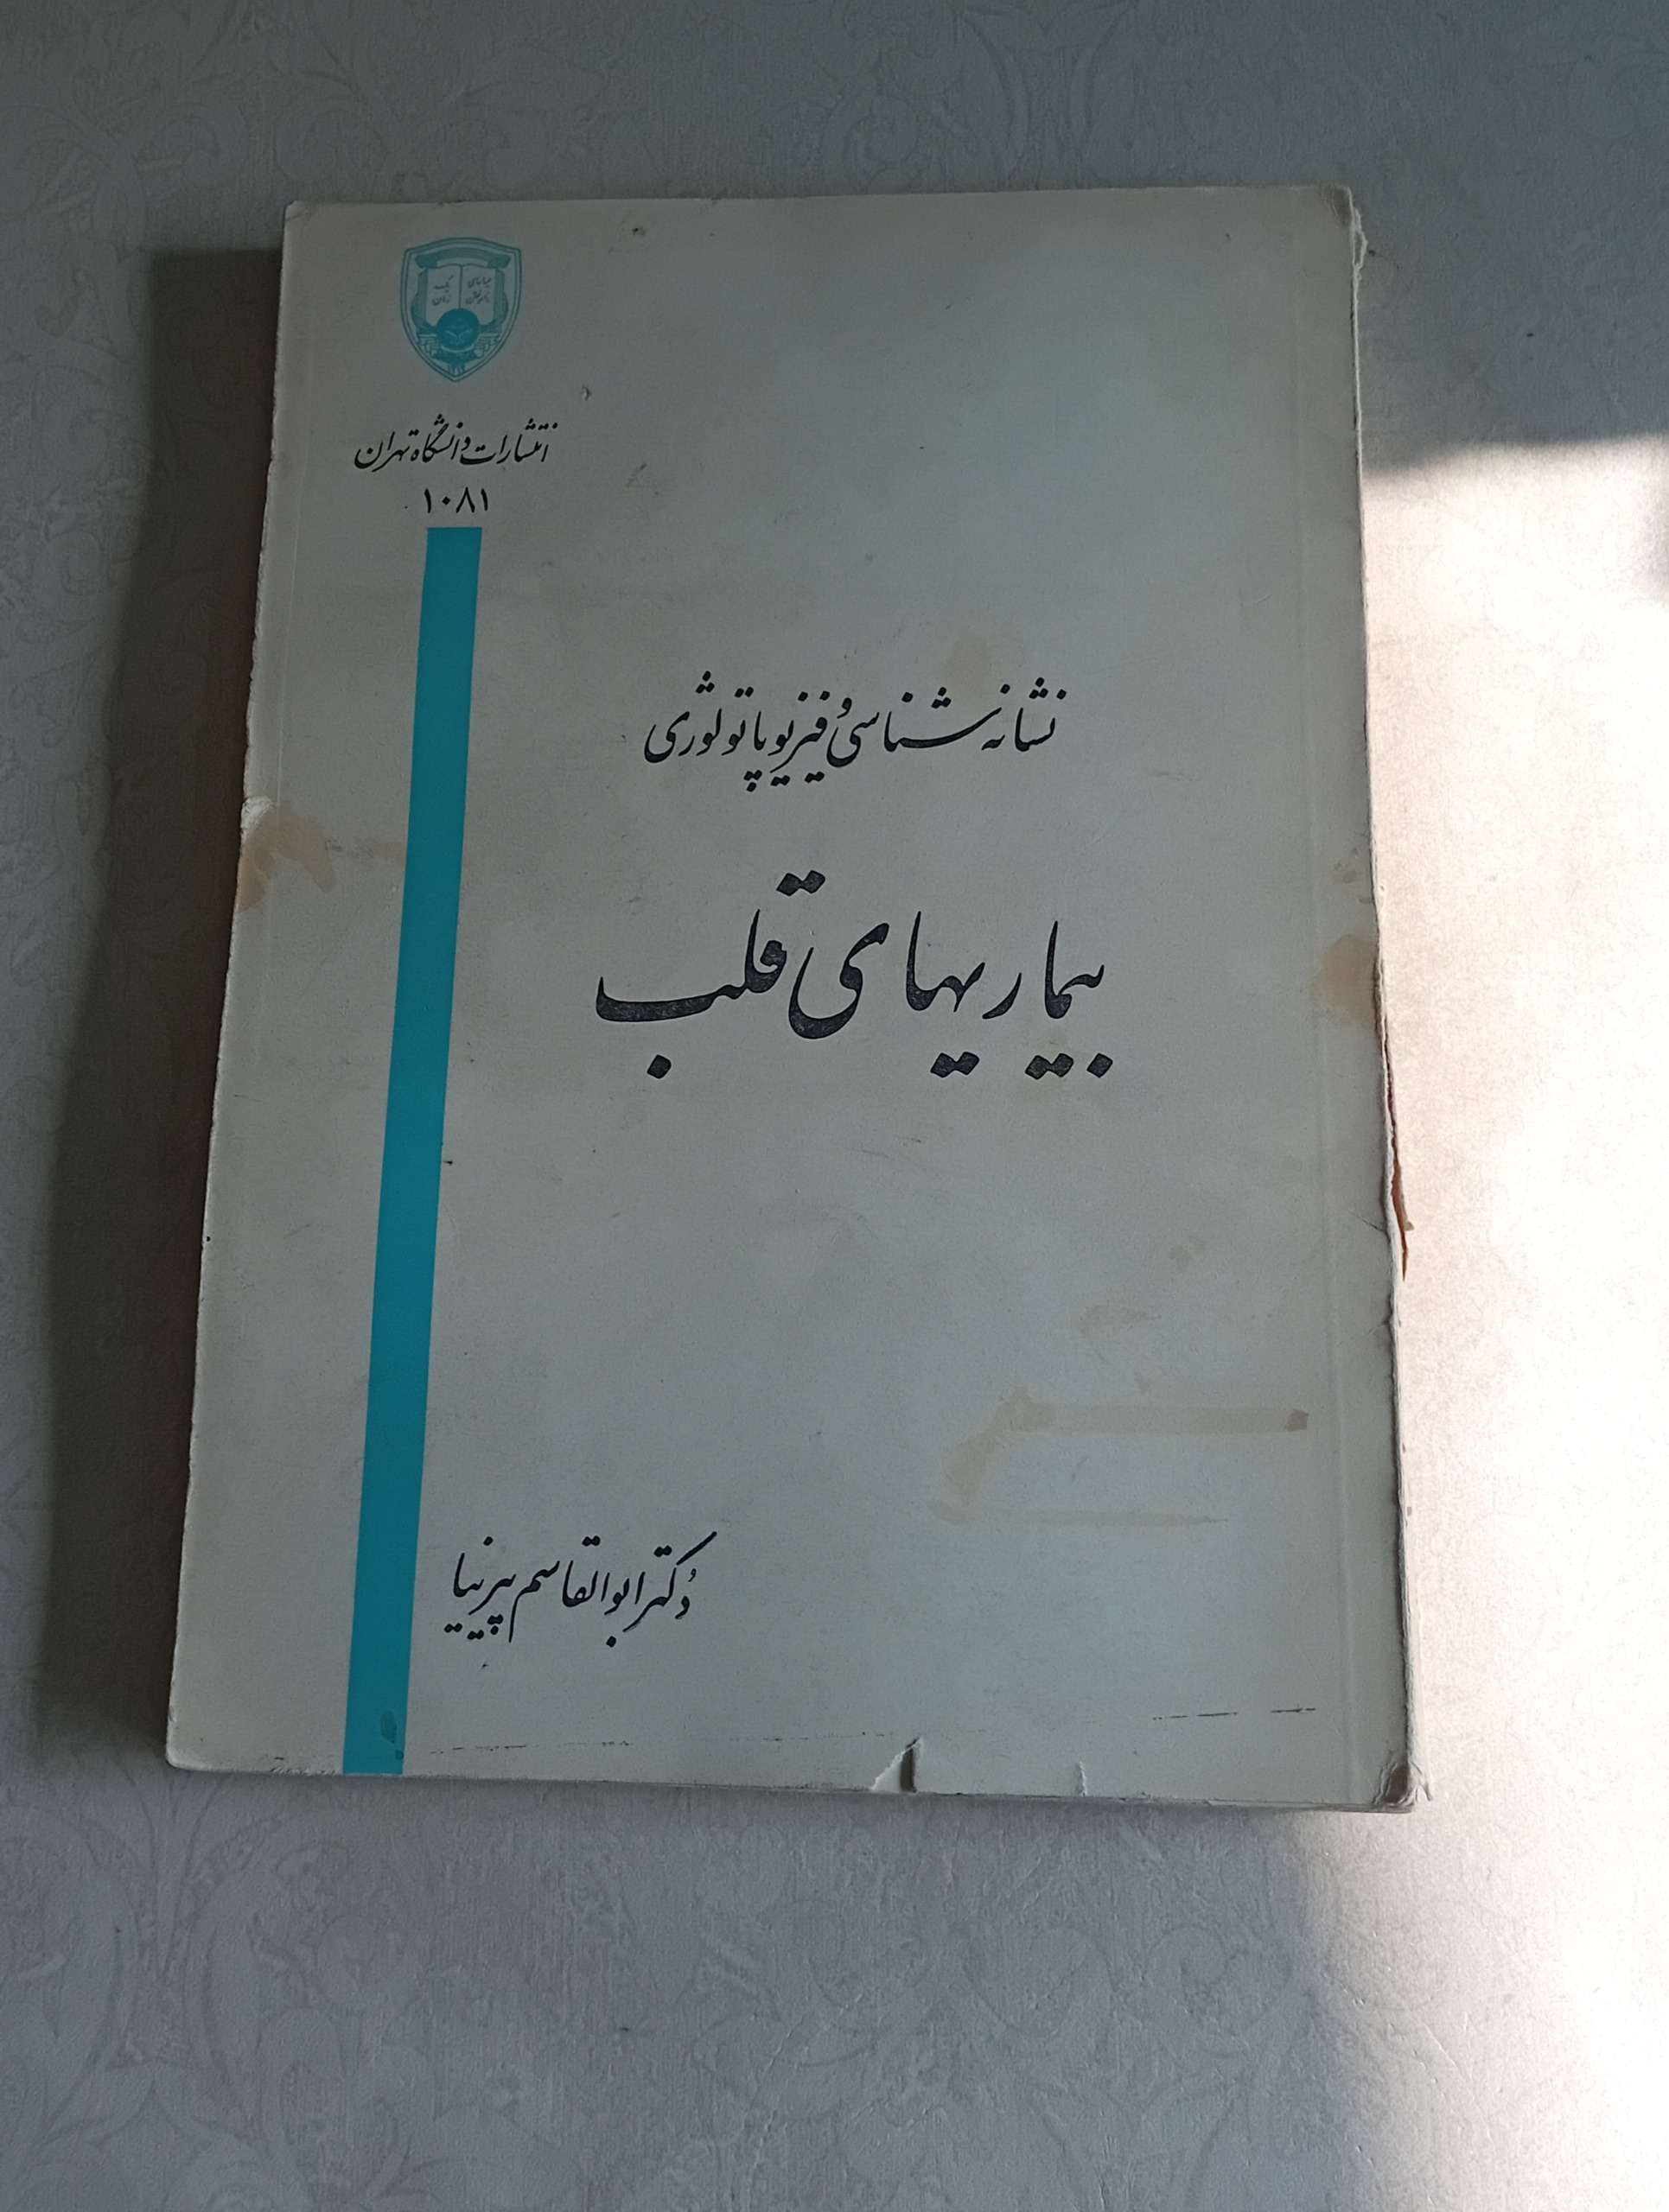 انتشارات دانشگاه تهران
۱۰۸۱
نشانه‌شناسی و فیزیوپاتولوژی
بیماریهای قلب
دکتر ابوالقاسم پیرنیا